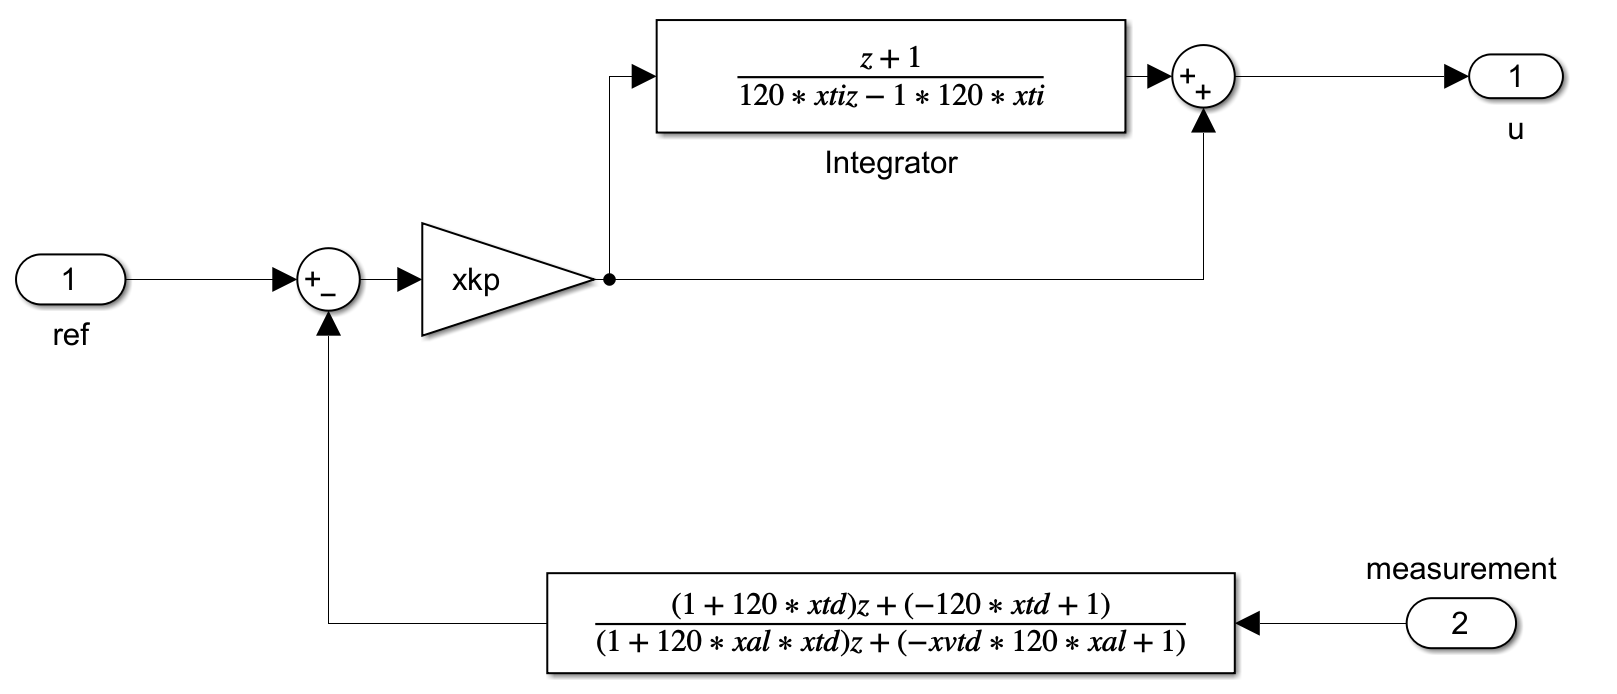 z + 1
120 ∗ xtiz − 1 ∗ 120 ∗ xti
Integrator
+
+
1
u
1
ref
+
−
xkp
measurement
2
(1 + 120 ∗ xtd)z + (−120 ∗ xtd + 1)
(1 + 120 ∗ xal ∗ xtd)z + (−xvtd ∗ 120 ∗ xal + 1)